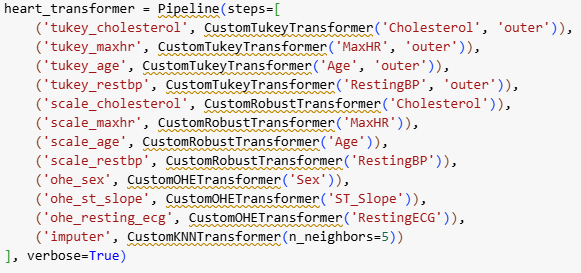 heart_transformer = Pipeline(steps=[
    ('tukey_cholesterol', CustomTukeyTransformer('Cholesterol', 'outer')),
    ('tukey_maxhr', CustomTukeyTransformer('MaxHR', 'outer')),
    ('tukey_age', CustomTukeyTransformer('Age', 'outer')),
    ('tukey_restbp', CustomTukeyTransformer('RestingBP', 'outer')),
    ('scale_cholesterol', CustomRobustTransformer('Cholesterol')),
    ('scale_maxhr', CustomRobustTransformer('MaxHR')),
    ('scale_age', CustomRobustTransformer('Age')),
    ('scale_restbp', CustomRobustTransformer('RestingBP')),
    ('ohe_sex', CustomOHETransformer('Sex')),
    ('ohe_st_slope', CustomOHETransformer('ST_Slope')),
    ('ohe_resting_ecg', CustomOHETransformer('RestingECG')),
    ('imputer', CustomKNNTransformer(n_neighbors=5))
], verbose=True)